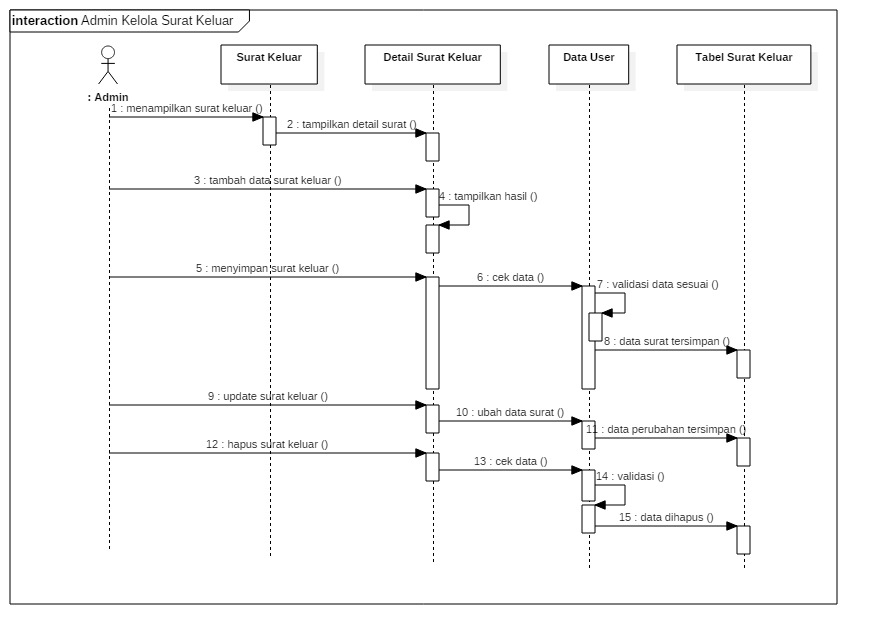 interaction Admin Kelola Surat Keluar
Surat Keluar
Detail Surat Keluar
Data User
Tabel Surat Keluar
: Admin
1 : menampilkan surat keluar ()
2 : tampilkan detail surat ()
3 : tambah data surat keluar ()
4 : tampilkan hasil ()
5 : menyimpan surat keluar ()
6 : cek data ()
7 : validasi data sesuai ()
8 : data surat tersimpan ()
9 : update surat keluar ()
10 : ubah data surat ()
11 : data perubahan tersimpan ()
12 : hapus surat keluar ()
13 : cek data ()
14 : validasi ()
15 : data dihapus ()